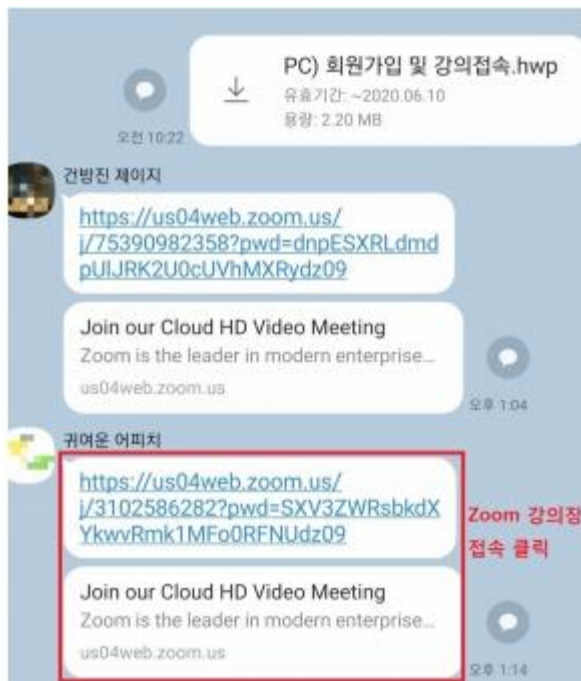 PC) 회원가입 및 강의접속.hwp
유효기간: ~2020.06.10
용량: 2.20 MB
오전 10:22
건방진 제이지
https://us04web.zoom.us/
j/75390982358?pwd=dnpESXRLdmd
pUlJRK2U0cUVhMXRydz09
Join our Cloud HD Video Meeting
Zoom is the leader in modern enterprise...
us04web.zoom.us
오후 1:04
귀여운 어피치
https://us04web.zoom.us/
j/3102586282?pwd=SXV3ZWRsbkdX
YkwvRmk1MFo0RFNUdz09
Zoom 강의장
접속 클릭
Join our Cloud HD Video Meeting
Zoom is the leader in modern enterprise...
us04web.zoom.us
오후 1:14